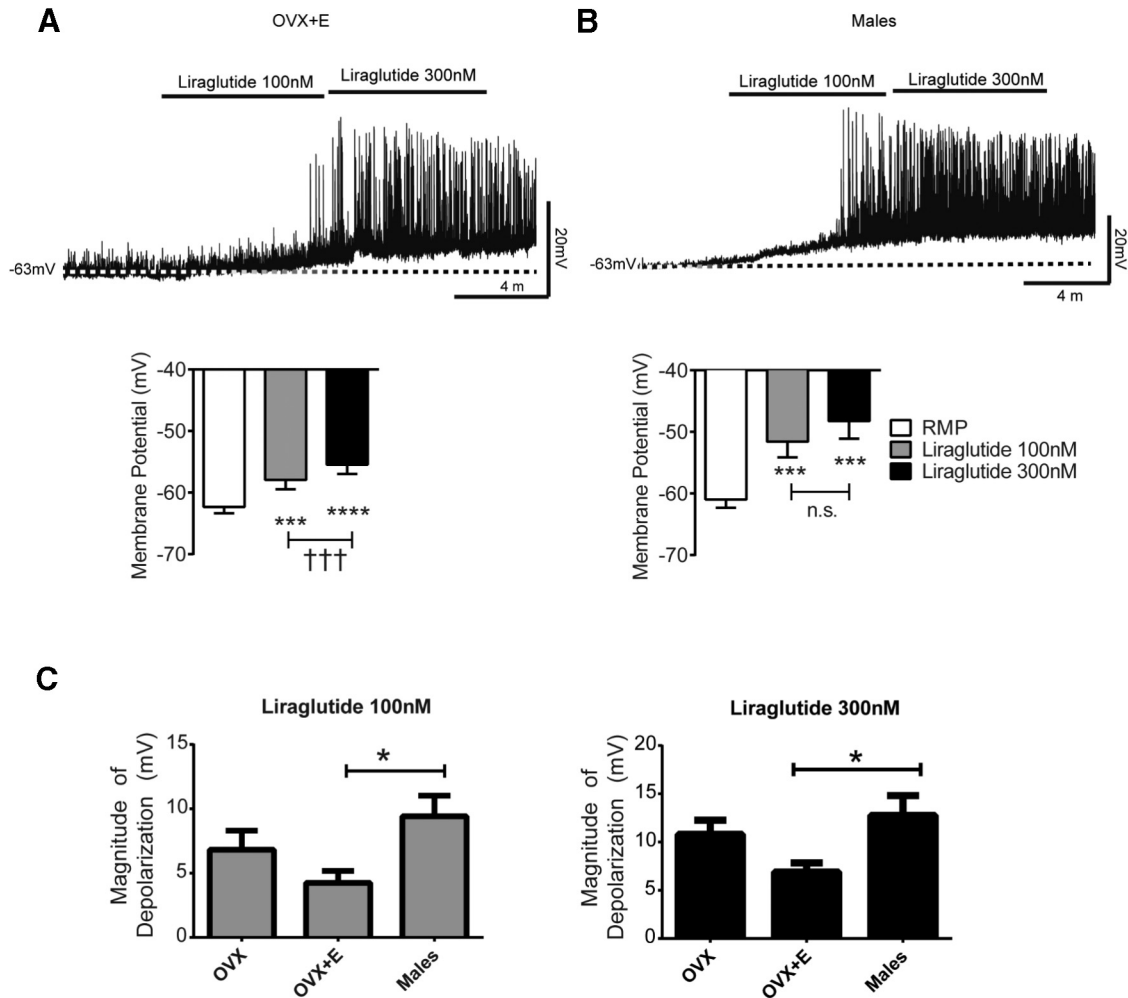 A
OVX+E
Liraglutide 100nM
Liraglutide 300nM
-63mV
20mV
4 m
Membrane Potential (mV)
-40
-50
-60
-70
***
****
†††
B
Males
Liraglutide 100nM
Liraglutide 300nM
-63mV
20mV
4 m
Membrane Potential (mV)
-40
-50
-60
-70
***
***
n.s.
RMP
Liraglutide 100nM
Liraglutide 300nM
C
Liraglutide 100nM
Magnitude of
Depolarization (mV)
15
10
5
0
*
OVX
OVX+E
Males
Liraglutide 300nM
Magnitude of
Depolarization (mV)
20
15
10
5
0
*
OVX
OVX+E
Males